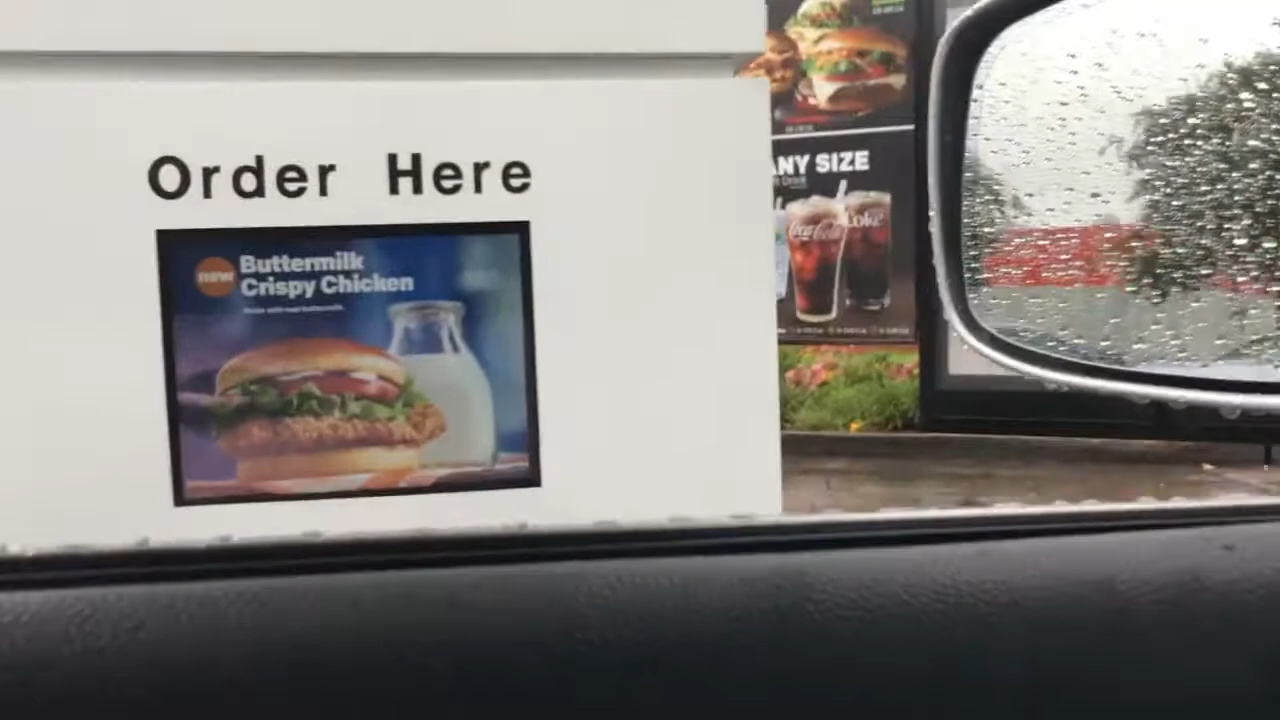 Order Here
new
Buttermilk
Crispy Chicken
ANY SIZE
Coca-Cola
Coke